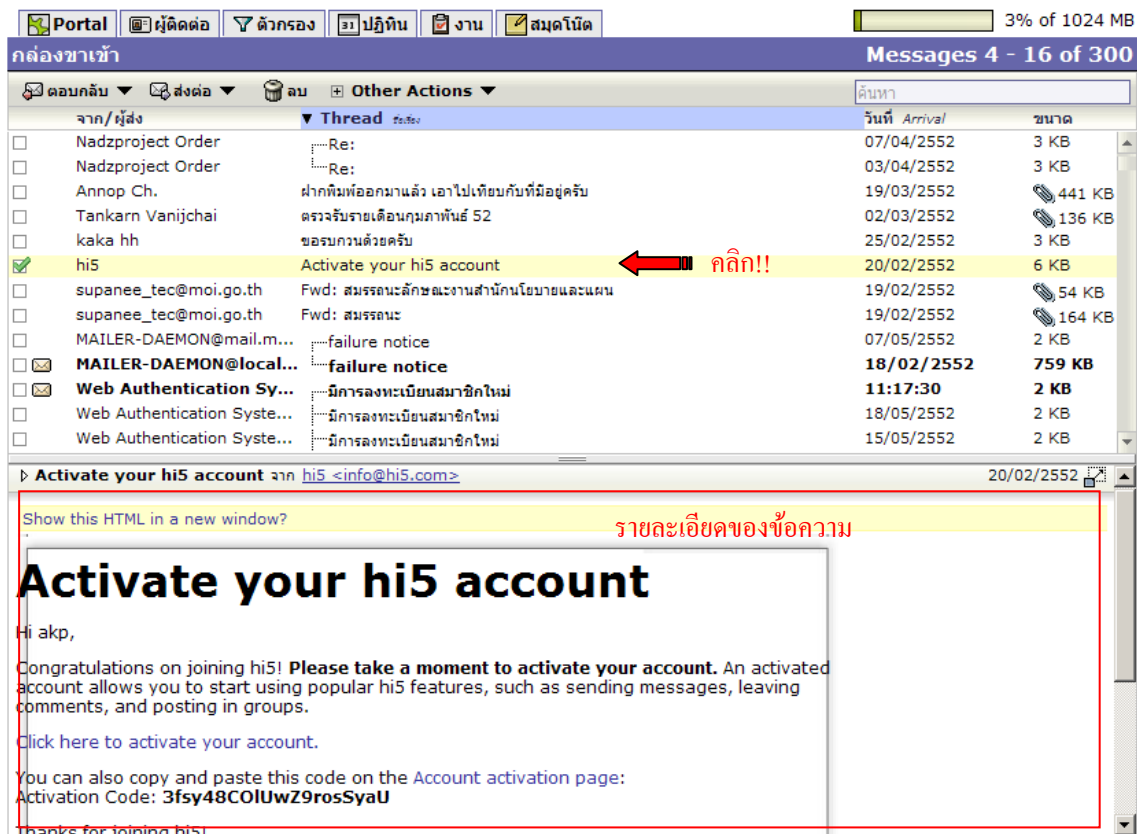 Portal ผู้ติดต่อ ตัวกรอง 31 ปฏิทิน งาน สมุดโน๊ต 3% of 1024 MB
กล่องขาเข้า Messages 4 - 16 of 300
ตอบกลับ ▼ ส่งต่อ ▼ ลบ Other Actions ▼ ค้นหา
จาก/ผู้ส่ง ▼ Thread วันที่ Arrival ขนาด
Nadzproject Order Re: 07/04/2552 3 KB
Nadzproject Order Re: 03/04/2552 3 KB
Annop Ch. ฝากพิมพ์ออกมาแล้ว เอาไปเทียบกับที่มีอยู่ครับ 19/03/2552 441 KB
Tankarn Vanijchai ตรวจรับรายเดือนกุมภาพันธ์ 52 02/03/2552 136 KB
kaka hh ขอรบกวนด้วยครับ 25/02/2552 3 KB
hi5 Activate your hi5 account คลิก!! 20/02/2552 6 KB
supanee_tec@moi.go.th Fwd: สมรรถนะลักษณะงานสำนักนโยบายและแผน 19/02/2552 54 KB
supanee_tec@moi.go.th Fwd: สมรรถนะ 19/02/2552 164 KB
MAILER-DAEMON@mail.m... failure notice 07/05/2552 2 KB
MAILER-DAEMON@local... failure notice 18/02/2552 759 KB
Web Authentication Sy... มีการลงทะเบียนสมาชิกใหม่ 11:17:30 2 KB
Web Authentication Syste... มีการลงทะเบียนสมาชิกใหม่ 18/05/2552 2 KB
Web Authentication Syste... มีการลงทะเบียนสมาชิกใหม่ 15/05/2552 2 KB
Activate your hi5 account จาก hi5 <info@hi5.com> 20/02/2552
Show this HTML in a new window?
รายละเอียดของข้อความ
Activate your hi5 account
Hi akp,
Congratulations on joining hi5! Please take a moment to activate your account. An activated
account allows you to start using popular hi5 features, such as sending messages, leaving
comments, and posting in groups.
Click here to activate your account.
You can also copy and paste this code on the Account activation page:
Activation Code: 3fsy48COlUwZ9rosSyaU
Thanks for joining hi5!